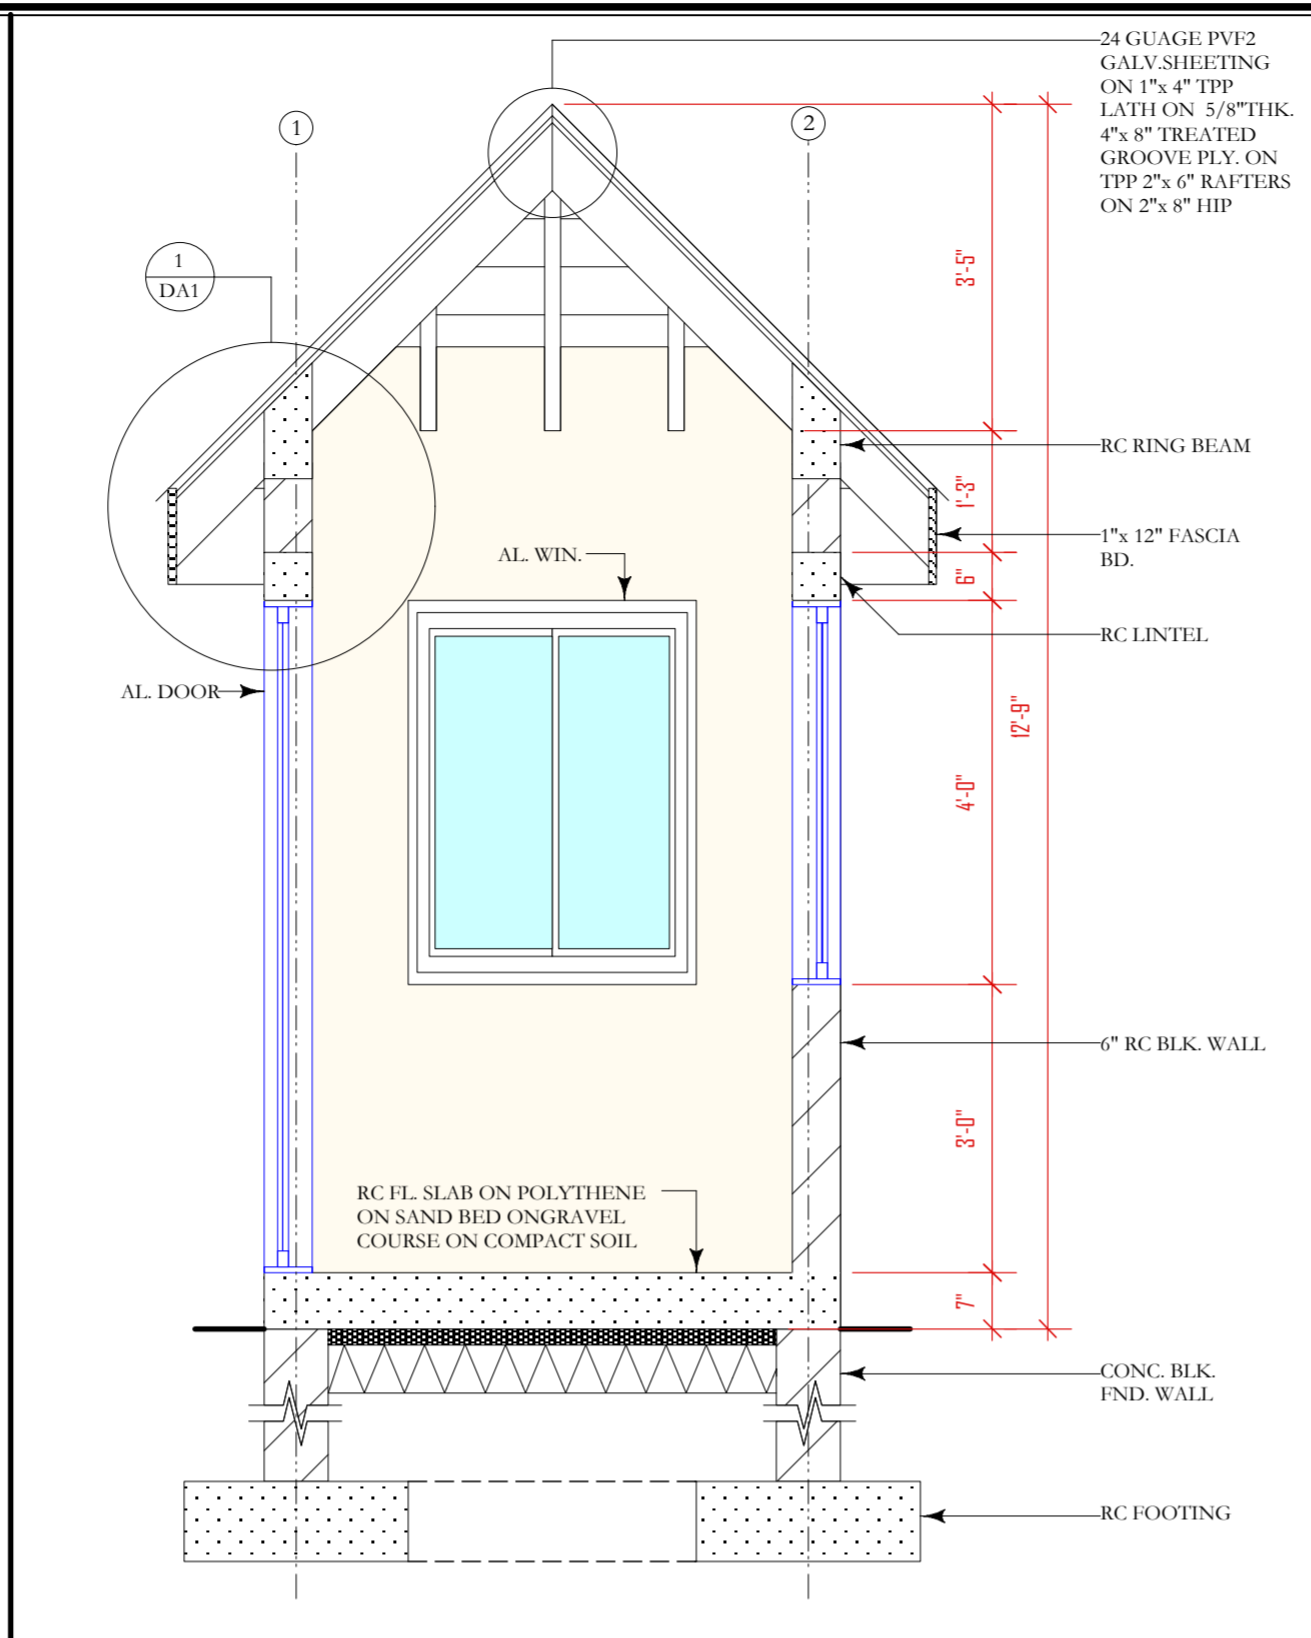 24 GUAGE PVF2
GALV.SHEETING
ON 1"x 4" TPP
LATH ON 5/8"THK.
4"x 8" TREATED
GROOVE PLY. ON
TPP 2"x 6" RAFTERS
ON 2"x 8" HIP
1
2
1
DA1
3'-5"
RC RING BEAM
1'-3"
1"x 12" FASCIA
BD.
AL. WIN.
6"
RC LINTEL
AL. DOOR
12'-9"
4'-0"
6" RC BLK. WALL
3'-0"
RC FL. SLAB ON POLYTHENE
ON SAND BED ONGRAVEL
COURSE ON COMPACT SOIL
7"
CONC. BLK.
FND. WALL
RC FOOTING